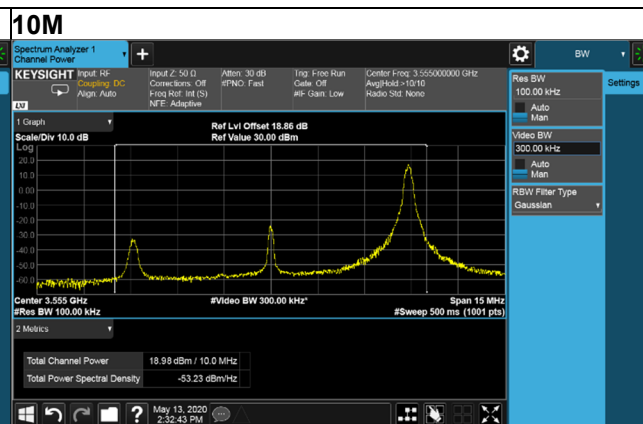 10M
Spectrum Analyzer 1
Channel Power
+
BW
KEYSIGHT
Input: RF
Coupling: DC
Align: Auto
Input Z: 50 Ω
Corrections: Off
Freq Ref: Int (S)
NFE: Adaptive
Atten: 30 dB
#PNO: Fast
Trig: Free Run
Gate: Off
#IF Gain: Low
Center Freq: 3.555000000 GHz
Avg|Hold:>10/10
Radio Std: None
LXI
Res BW
100.00 kHz
Auto
Man
Settings
Video BW
300.00 kHz
Auto
Man
RBW Filter Type
Gaussian
1 Graph
Scale/Div 10.0 dB
Ref Lvl Offset 18.86 dB
Ref Value 30.00 dBm
Log
20.0
10.0
0.00
-10.0
-20.0
-30.0
-40.0
-50.0
-60.0
Center 3.555 GHz
#Video BW 300.00 kHz*
Span 15 MHz
#Res BW 100.00 kHz
#Sweep 500 ms (1001 pts)
2 Metrics
Total Channel Power 18.98 dBm / 10.0 MHz
Total Power Spectral Density -53.23 dBm/Hz
?
May 13, 2020
2:32:43 PM